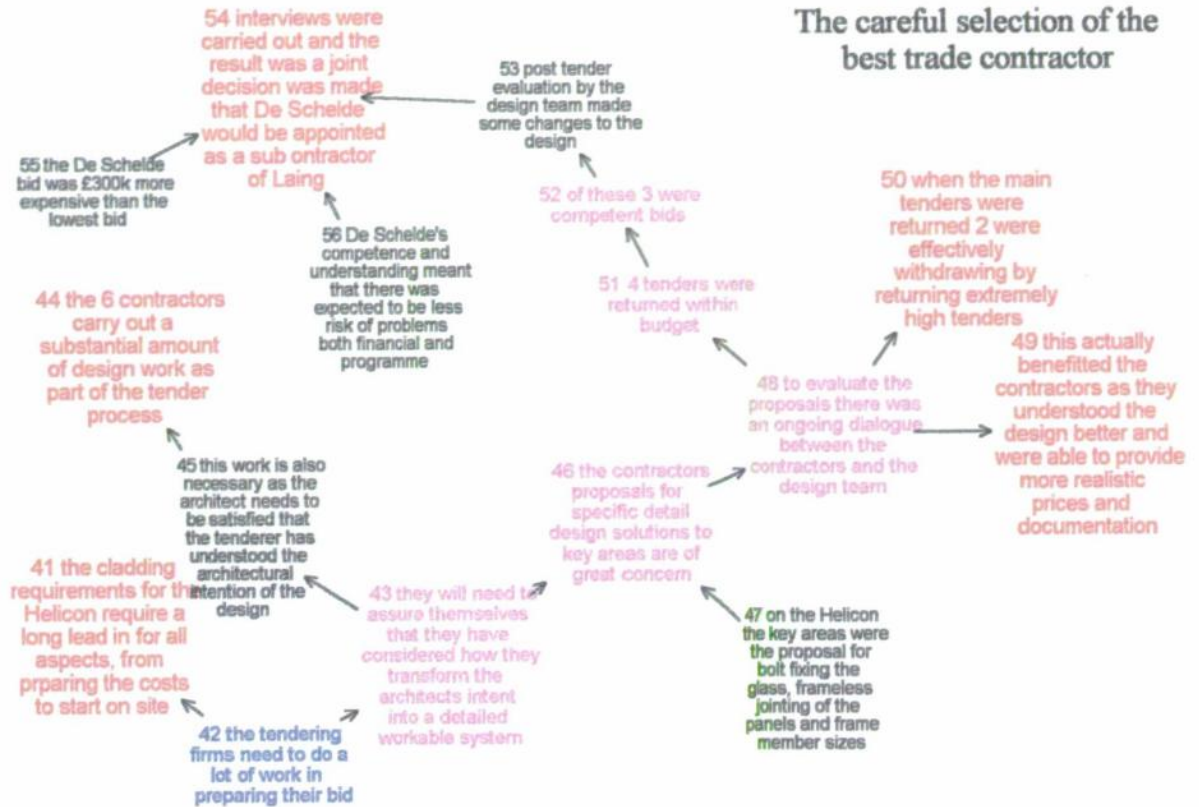 The careful selection of the
best trade contractor
54 interviews were
carried out and the
result was a joint
decision was made
that De Schelde
would be appointed
as a sub ontractor
of Laing
53 post tender
evaluation by the
design team made
some changes to the
design
55 the De Schelde
bid was £300k more
expensive than the
lowest bid
52 of these 3 were
competent bids
50 when the main
tenders were
returned 2 were
effectively
withdrawing by
returning extremely
high tenders
56 De Schelde's
competence and
understanding meant
that there was
expected to be less
risk of problems
both financial and
programme
51 4 tenders were
returned within
budget
44 the 6 contractors
carry out a
substantial amount
of design work as
part of the tender
process
49 this actually
benefitted the
contractors as they
understood the
design better and
were able to provide
more realistic
prices and
documentation
48 to evaluate the
proposals there was
an ongoing dialogue
between the
contractors and the
design team
45 this work is also
necessary as the
architect needs to
be satisfied that
the tenderer has
understood the
architectural
intention of the
design
46 the contractors
proposals for
specific detail
design solutions to
key areas are of
great concern
41 the cladding
requirements for the
Helicon require a
long lead in for all
aspects, from
prparing the costs
to start on site
43 they will need to
assure themselves
that they have
considered how they
transform the
architects intent
into a detailed
workable system
47 on the Helicon
the key areas were
the proposal for
bolt fixing the
glass, frameless
jointing of the
panels and frame
member sizes
42 the tendering
firms need to do a
lot of work in
preparing their bid